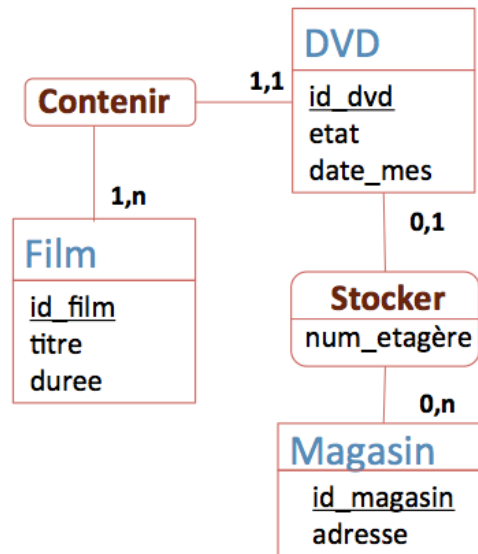 DVD
id_dvd
etat
date_mes
1,1
Contenir
1,n
Film
id_film
titre
duree
0,1
Stocker
num_etagère
0,n
Magasin
id_magasin
adresse